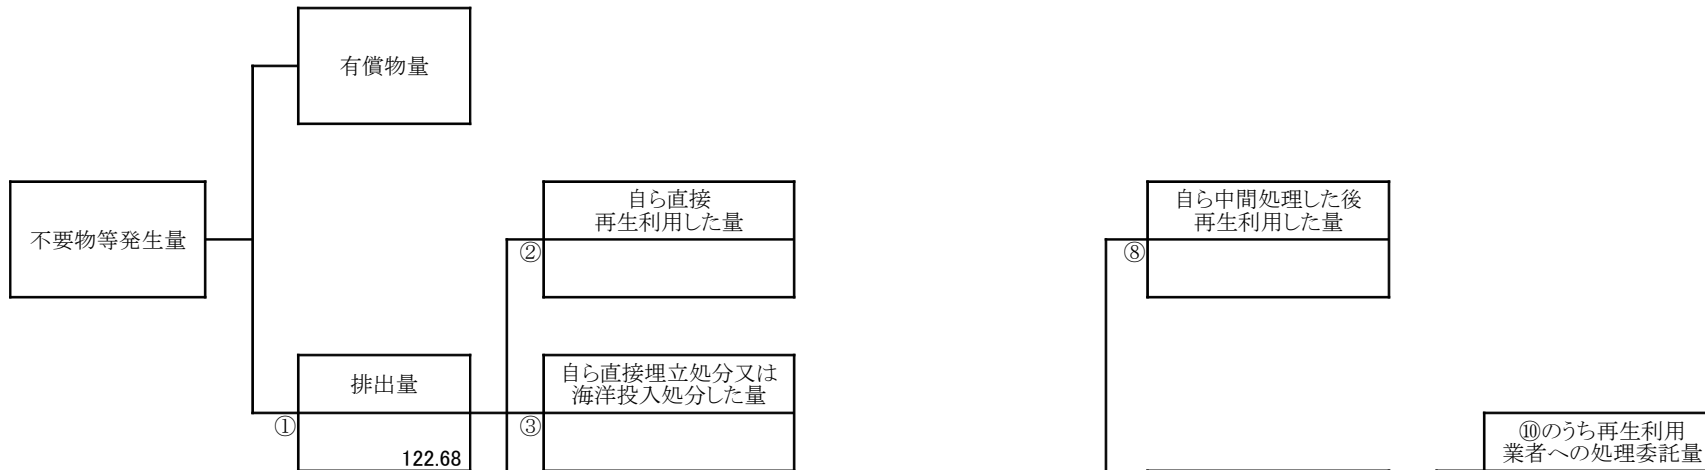 有償物量
不要物等発生量
自ら直接
再生利用した量
②
自ら中間処理した後
再生利用した量
⑧
排出量
①
122.68
自ら直接埋立処分又は
海洋投入処分した量
③
⑩のうち再生利用
業者への処理委託量